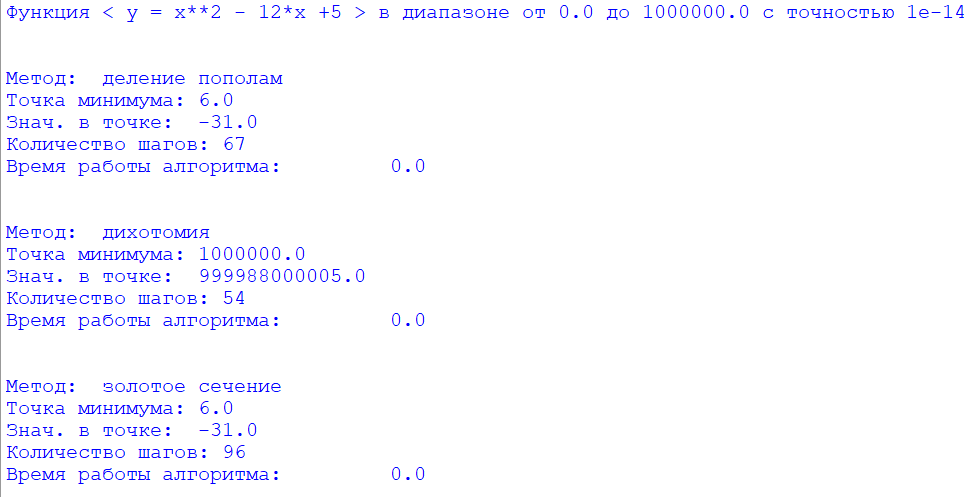 Функция < y = x**2 - 12*x +5 > в диапазоне от 0.0 до 1000000.0 с точностью 1e-14
Метод:  деление пополам
Точка минимума: 6.0
Знач. в точке:  -31.0
Количество шагов: 67
Время работы алгоритма:         0.0
Метод:  дихотомия
Точка минимума: 1000000.0
Знач. в точке:  999988000005.0
Количество шагов: 54
Время работы алгоритма:         0.0
Метод:  золотое сечение
Точка минимума: 6.0
Знач. в точке:  -31.0
Количество шагов: 96
Время работы алгоритма:         0.0